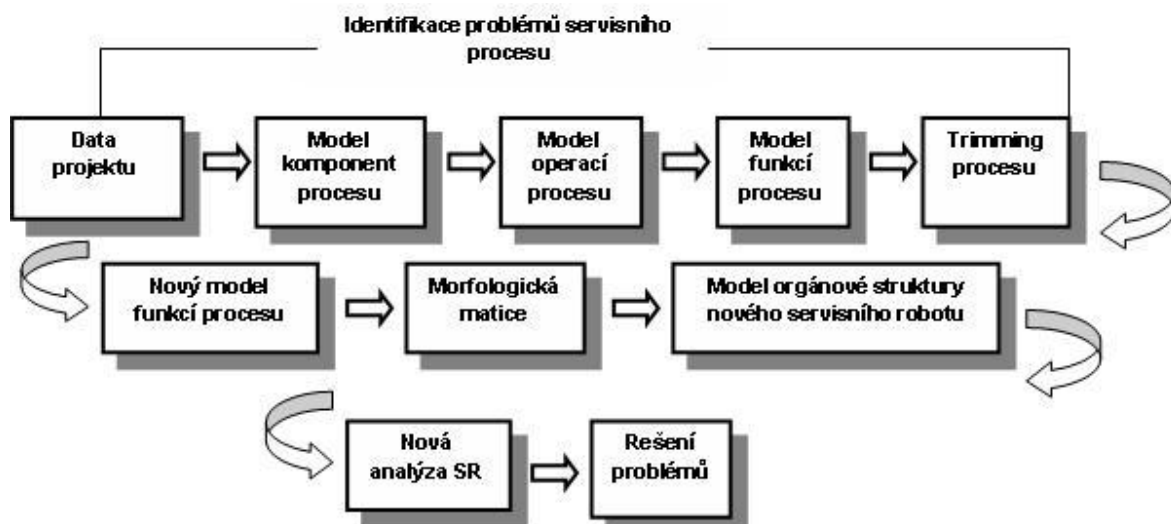 Identifikace problémů servisního
procesu
Data
projektu
Model
komponent
procesu
Model
operací
procesu
Model
funkcí
procesu
Trimming
procesu
Nový model
funkcí procesu
Morfologická
matice
Model orgánové struktury
nového servisního robotu
Nová
analýza SR
Rešení
problémů